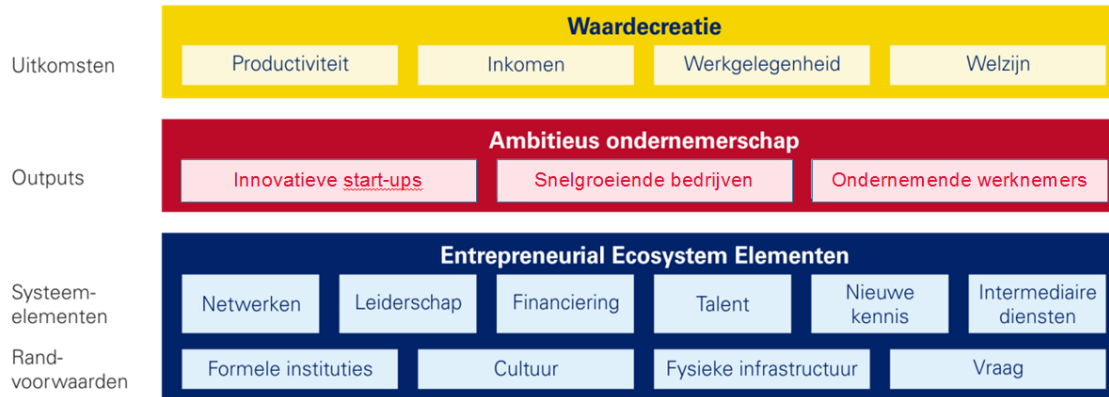 Waardecreatie
Uitkomsten
Productiviteit
Inkomen
Werkgelegenheid
Welzijn
Ambitieus ondernemerschap
Outputs
Innovatieve start-ups
Snelgroeiende bedrijven
Ondernemende werknemers
Entrepreneurial Ecosystem Elementen
Systeem-
elementen
Netwerken
Leiderschap
Financiering
Talent
Nieuwe
kennis
Intermediaire
diensten
Rand-
voorwaarden
Formele instituties
Cultuur
Fysieke infrastructuur
Vraag